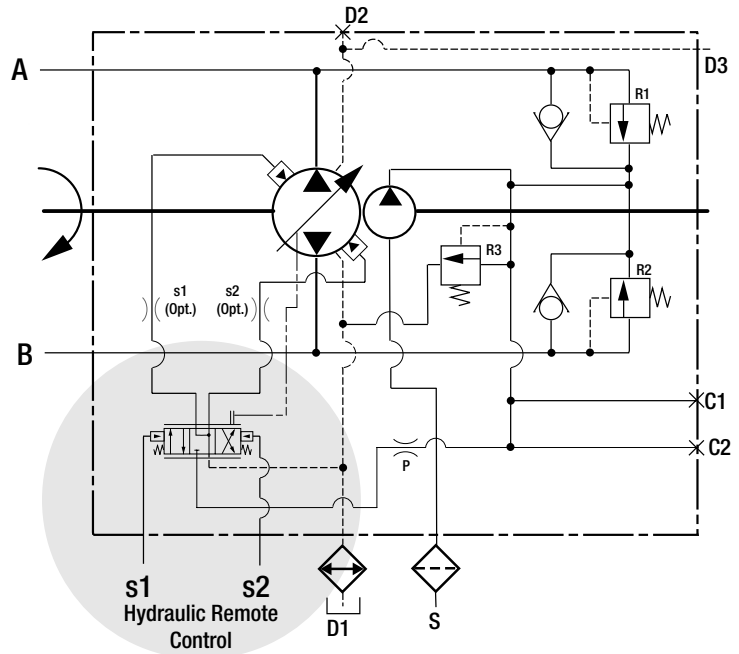 D2
A
D3
R1
R3
R2
s1
(Opt.)
s2
(Opt.)
B
C1
C2
P
s1
s2
Hydraulic Remote
Control
D1
S